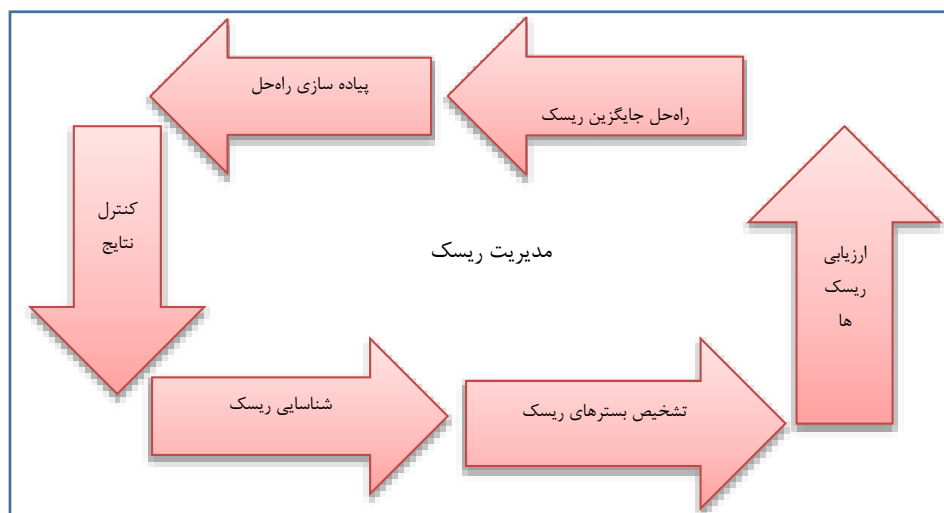 راه‌حل جایگزین ریسک
پیاده سازی راه‌حل
کنترل
نتایج
مدیریت ریسک
ارزیابی
ریسک
ها
شناسایی ریسک
تشخیص بسترهای ریسک